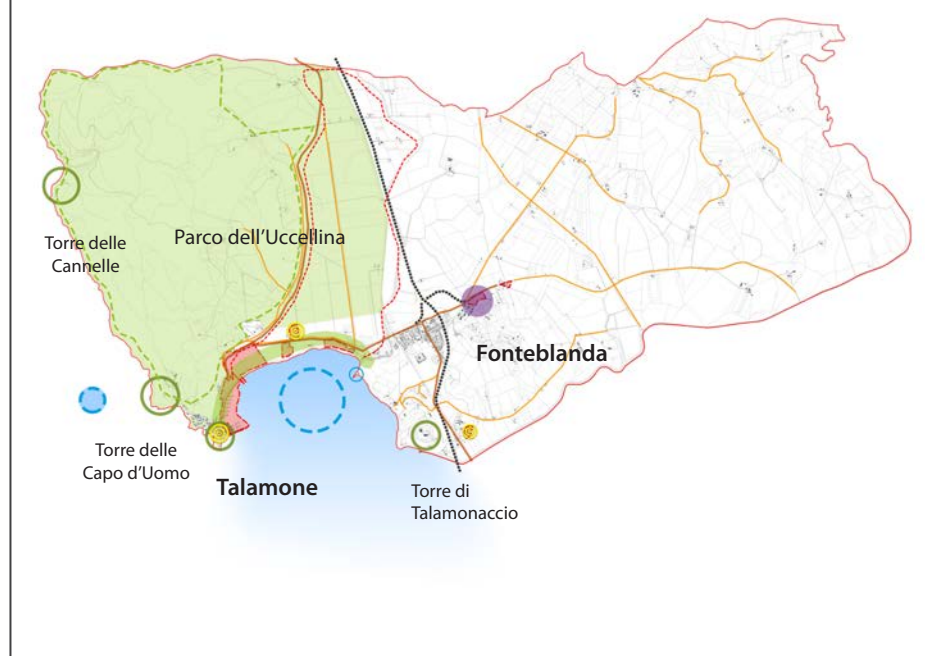 Torre delle
Cannelle
Parco dell'Uccellina
Fonteblanda
Torre delle
Capo d'Uomo
Talamone
Torre di
Talamonaccio